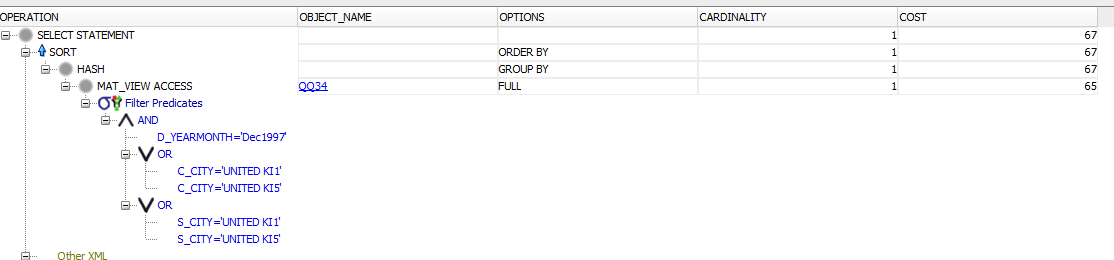 OPERATION OBJECT_NAME OPTIONS CARDINALITY COST
SELECT STATEMENT 1 67
SORT ORDER BY 1 67
HASH GROUP BY 1 67
MAT_VIEW ACCESS QQ34 FULL 1 65
Filter Predicates
AND
D_YEARMONTH='Dec1997'
OR
C_CITY='UNITED KI1'
C_CITY='UNITED KI5'
OR
S_CITY='UNITED KI1'
S_CITY='UNITED KI5'
Other XML